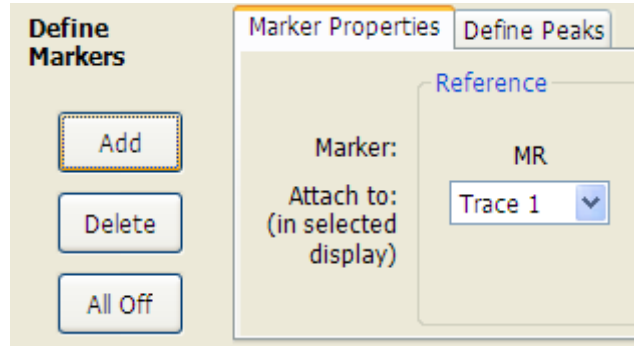 Define
Markers
Add
Delete
All Off
Marker Properties
Define Peaks
Reference
Marker:
MR
Attach to:
(in selected
display)
Trace 1